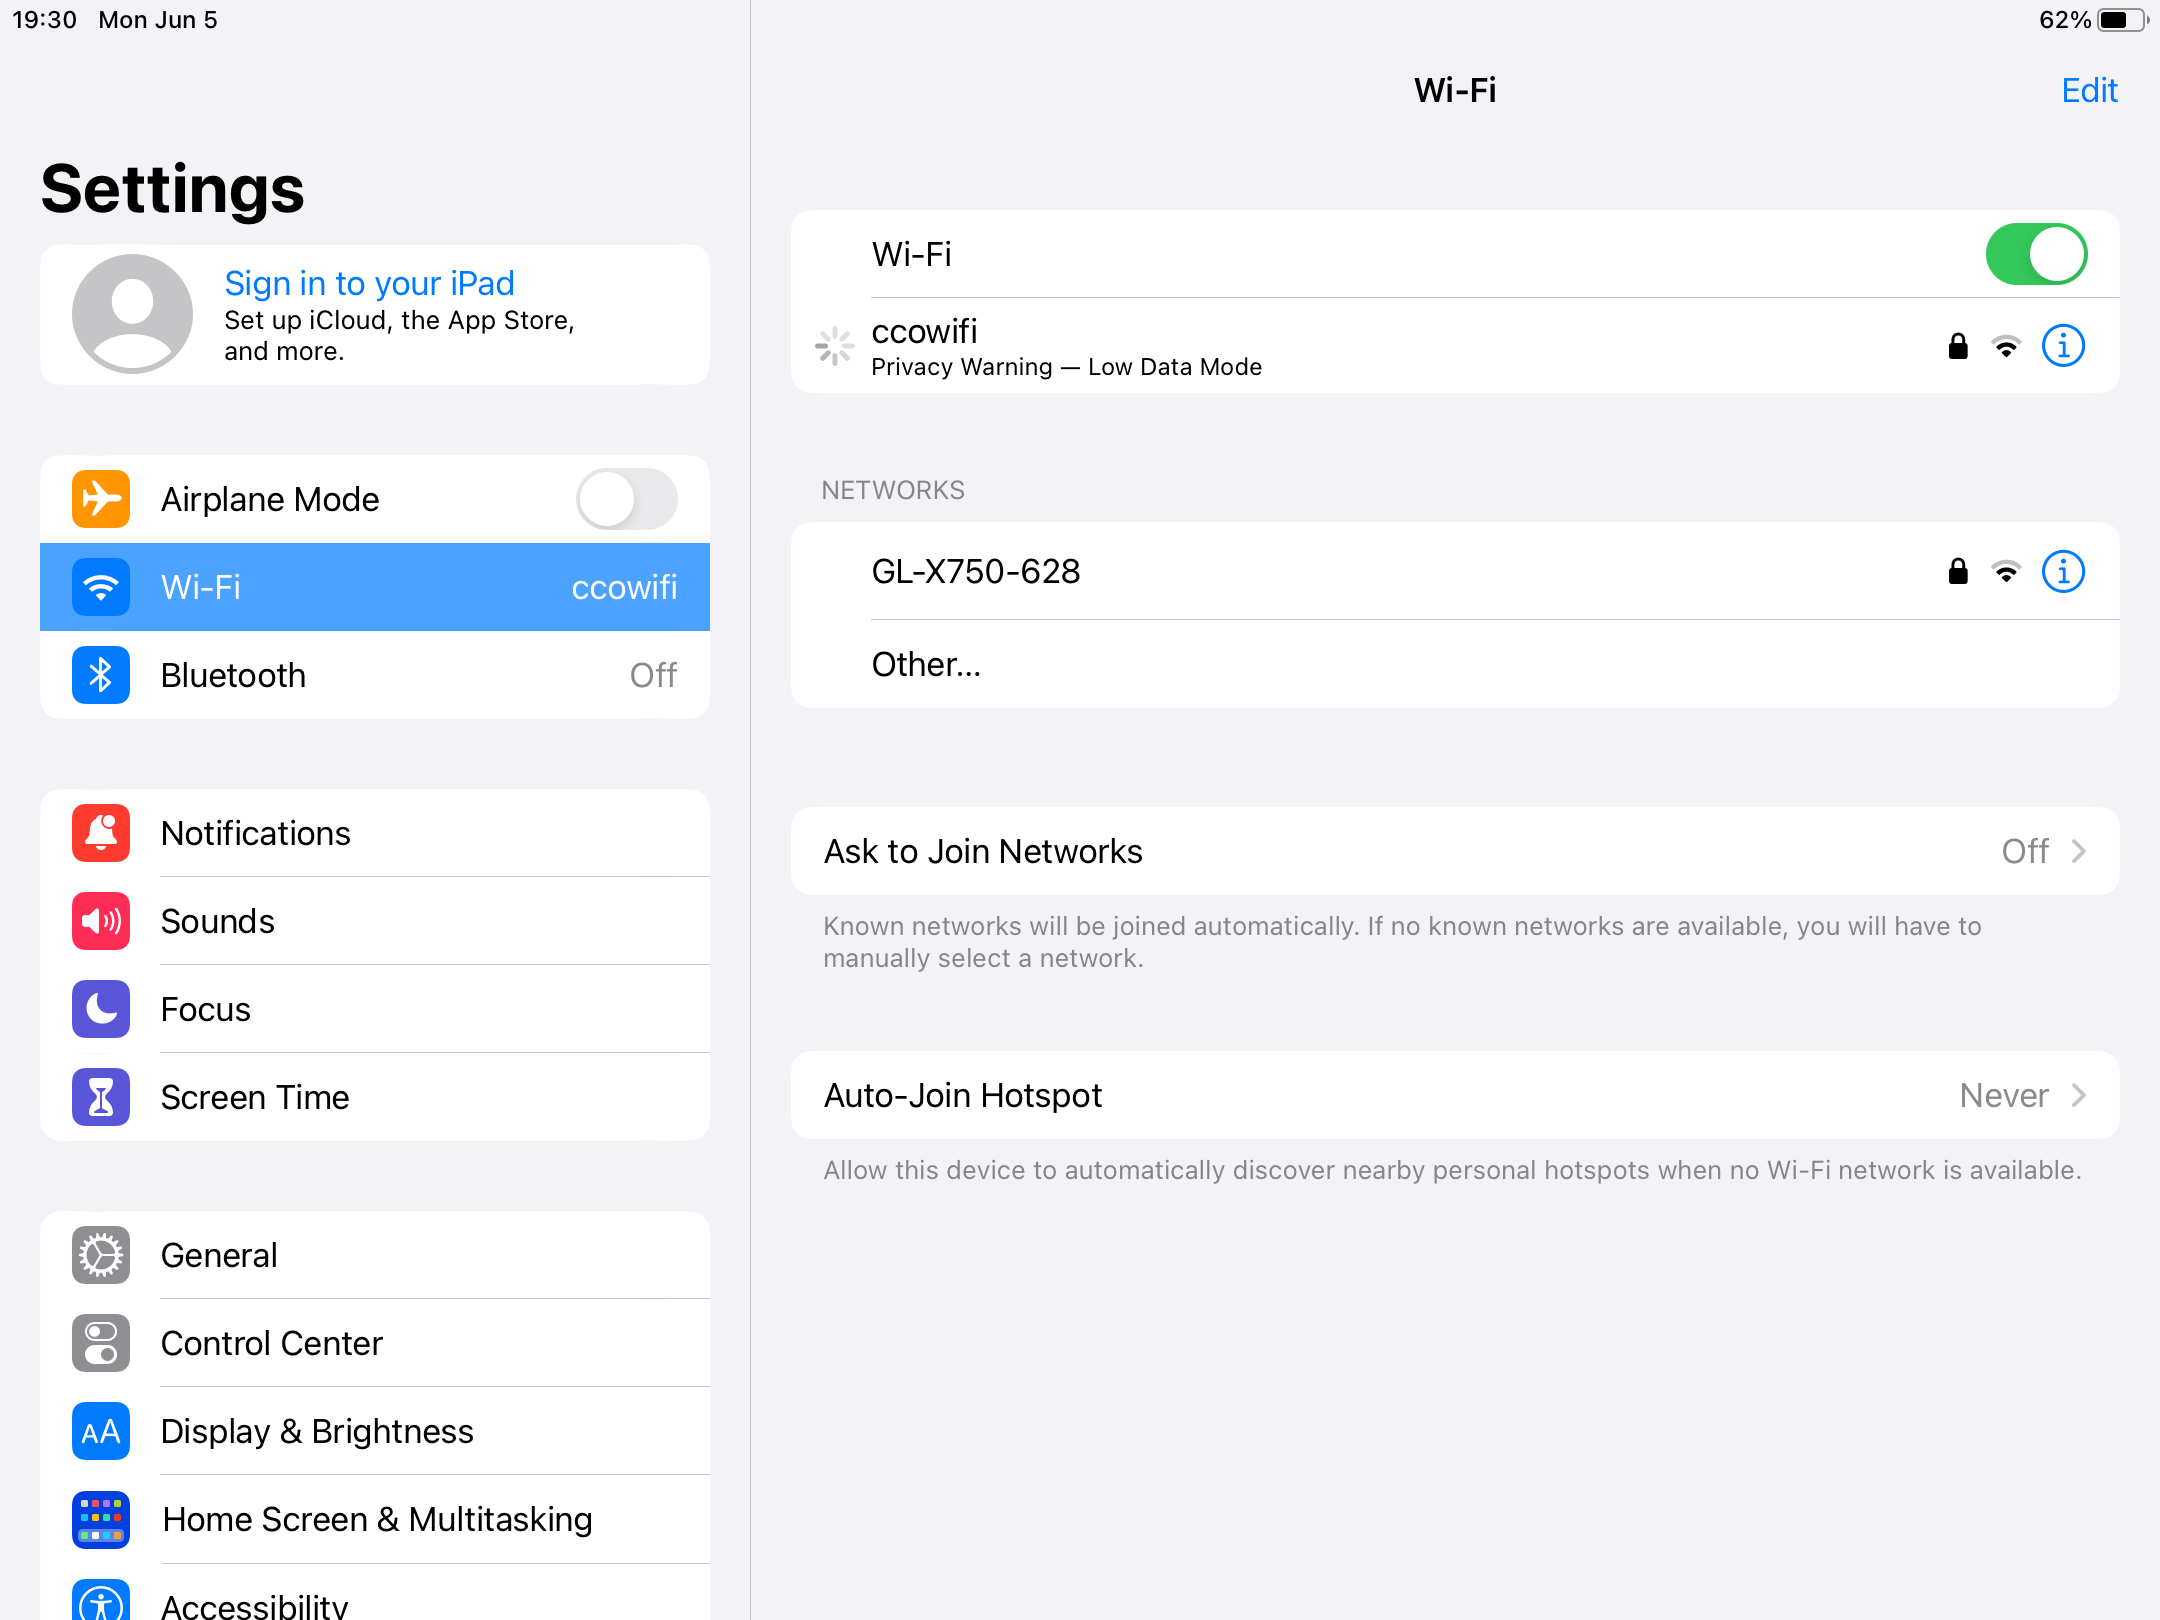 19:30 Mon Jun 5
62%
Settings
Sign in to your iPad
Set up iCloud, the App Store,
and more.
Airplane Mode
Wi-Fi ccowifi
Bluetooth Off
Notifications
Sounds
Focus
Screen Time
General
Control Center
AA Display & Brightness
Home Screen & Multitasking
Accessibility
Wi-Fi
Edit
Wi-Fi
ccowifi
Privacy Warning — Low Data Mode
NETWORKS
GL-X750-628
Other...
Ask to Join Networks Off
Known networks will be joined automatically. If no known networks are available, you will have to
manually select a network.
Auto-Join Hotspot Never
Allow this device to automatically discover nearby personal hotspots when no Wi-Fi network is available.